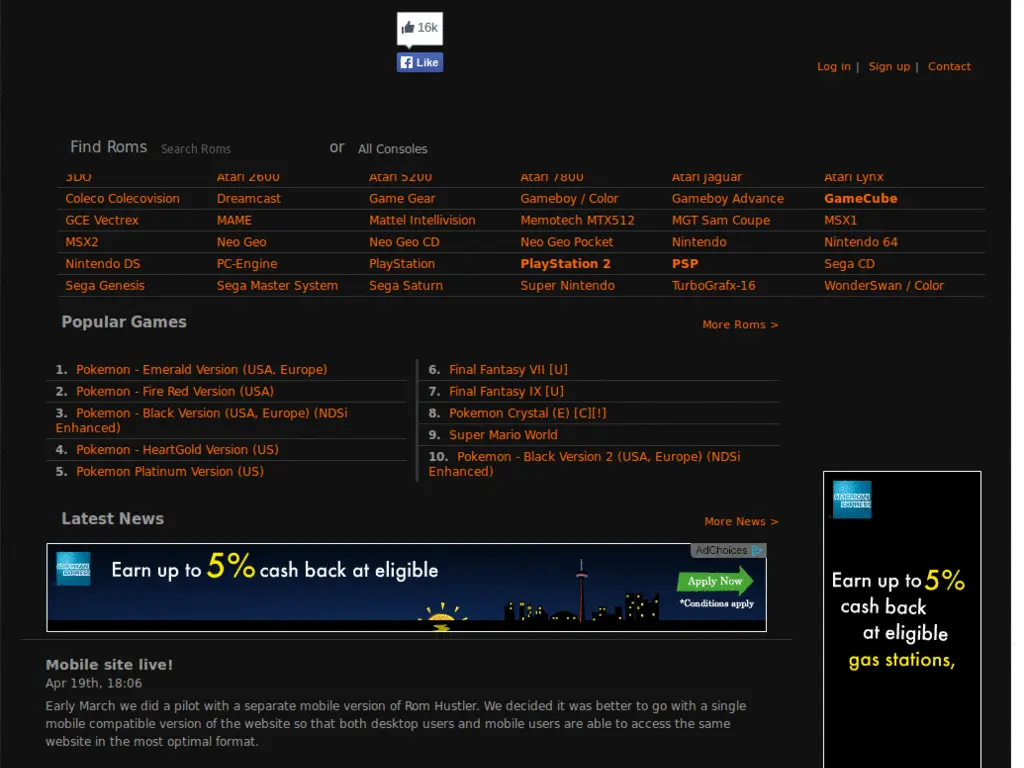 16k
Like
Log in | Sign up | Contact
Find Roms Search Roms or All Consoles
3DO Atari 2600 Atari 5200 Atari 7800 Atari Jaguar Atari Lynx
Coleco Colecovision Dreamcast Game Gear Gameboy / Color Gameboy Advance GameCube
GCE Vectrex MAME Mattel Intellivision Memotech MTX512 MGT Sam Coupe MSX1
MSX2 Neo Geo Neo Geo CD Neo Geo Pocket Nintendo Nintendo 64
Nintendo DS PC-Engine PlayStation PlayStation 2 PSP Sega CD
Sega Genesis Sega Master System Sega Saturn Super Nintendo TurboGrafx-16 WonderSwan / Color
Popular Games More Roms >
1. Pokemon - Emerald Version (USA, Europe)
2. Pokemon - Fire Red Version (USA)
3. Pokemon - Black Version (USA, Europe) (NDSi
Enhanced)
4. Pokemon - HeartGold Version (US)
5. Pokemon Platinum Version (US)
6. Final Fantasy VII [U]
7. Final Fantasy IX [U]
8. Pokemon Crystal (E) [C][!]
9. Super Mario World
10. Pokemon - Black Version 2 (USA, Europe) (NDSi
Enhanced)
Latest News More News >
AdChoices
AMERICAN EXPRESS
Earn up to 5% cash back at eligible
Apply Now
*Conditions apply
Mobile site live!
Apr 19th, 18:06
Early March we did a pilot with a separate mobile version of Rom Hustler. We decided it was better to go with a single
mobile compatible version of the website so that both desktop users and mobile users are able to access the same
website in the most optimal format.
AMERICAN EXPRESS
Earn up to 5%
cash back
at eligible
gas stations,